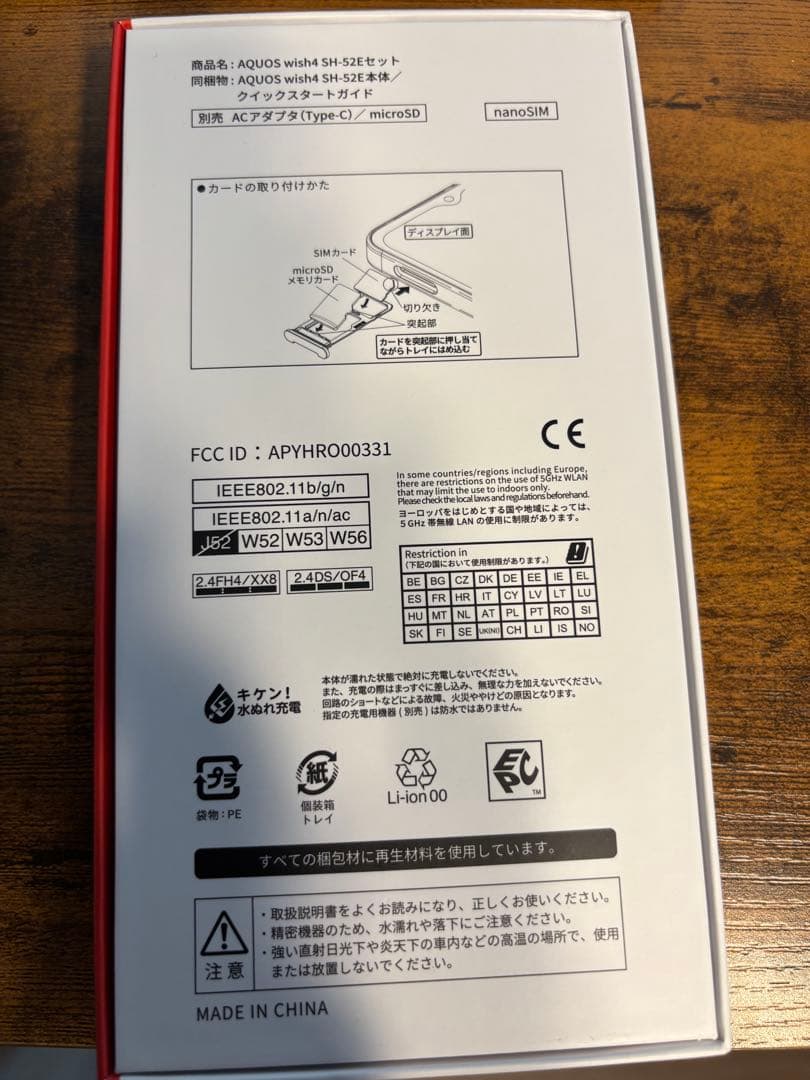 商品名：AQUOS wish4 SH-52Eセット
同梱物：AQUOS wish4 SH-52E本体／
クイックスタートガイド
別売 ACアダプタ(Type-C)／microSD
nanoSIM
●カードの取り付けかた
ディスプレイ面
SIMカード
microSD
メモリカード
切り欠き
突起部
カードを突起部に押し当て
ながらトレイにはめ込む
CE
FCC ID：APYHRO00331
IEEE802.11b/g/n
IEEE802.11a/n/ac
J52 W52 W53 W56
2.4FH4/XX8
2.4DS/OF4
In some countries/regions including Europe,
there are restrictions on the use of 5GHz WLAN
that may limit the use to indoors only.
Please check the local laws and regulations beforehand.
ヨーロッパをはじめとする国や地域によっては、
5 GHz 帯無線 LAN の使用に制限があります。
Restriction in
(下記の国において使用制限があります。)
BE BG CZ DK DE EE IE EL
ES FR HR IT CY LV LT LU
HU MT NL AT PL PT RO SI
SK FI SE UK(NI) CH LI IS NO
キケン！
水ぬれ充電
本体が濡れた状態で絶対に充電しないでください。
また、充電の際はまっすぐに差し込み、無理な力を加えないでください。
回路のショートなどによる故障、火災ややけどの原因となります。
指定の充電用機器(別売)は防水ではありません。
プラ
袋物：PE
紙
個装箱
トレイ
Li-ion 00
EPC
TM
すべての梱包材に再生材料を使用しています。
注意
・取扱説明書をよくお読みになり、正しくお使いください。
・精密機器のため、水濡れや落下にご注意ください。
・強い直射日光下や炎天下の車内などの高温の場所で、使用
または放置しないでください。
MADE IN CHINA